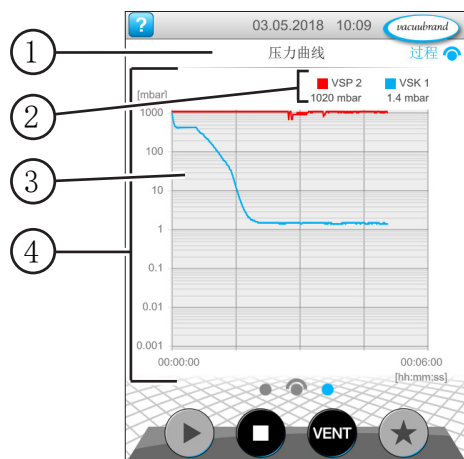 ? 03.05.2018 10:09 vacuubrand
① 压力曲线 过程
② VSP 2 VSK 1
1020 mbar 1.4 mbar
[mbar]
1000
100
③ 10
④ 1
0.1
0.01
0.001
00:00:00 00:06:00
[hh:mm:ss]
VENT